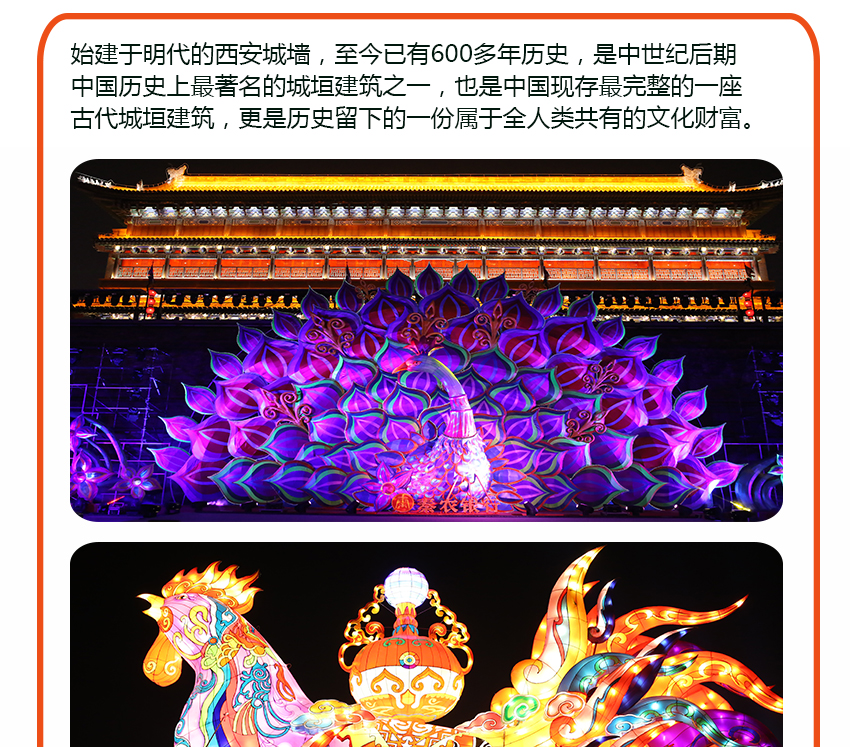 始建于明代的西安城墙，至今已有600多年历史，是中世纪后期
中国历史上最著名的城垣建筑之一，也是中国现存最完整的一座
古代城垣建筑，更是历史留下的一份属于全人类共有的文化财富。
秦农银行